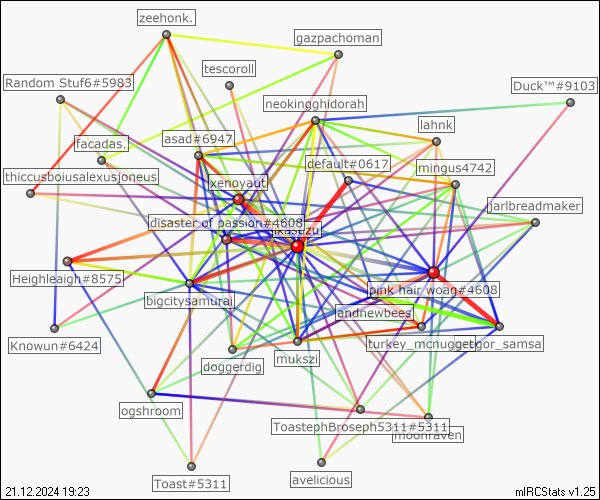 zeehonk.
gazpachoman
tescoroll
Random Stuf6#5983
Duck™#9103
neokingghidorah
lahnk
asad#6947
facadas.
default#0617
mingus4742
thiccusboiusalexusjoneus
xenoyaut
jarlbreadmaker
disaster of passion#4608
Heighleaigh#8575
pink hair woag#4608
bigcitysamurai
andnewbees
Knowun#6424
mukszi
turkey_mcnugget
gregor_samsa
doggerdig
ogshroom
ToastephBroseph5311#5311
moonraven
avelicious
Toast#5311
21.12.2024 19:23
mIRCStats v1.25